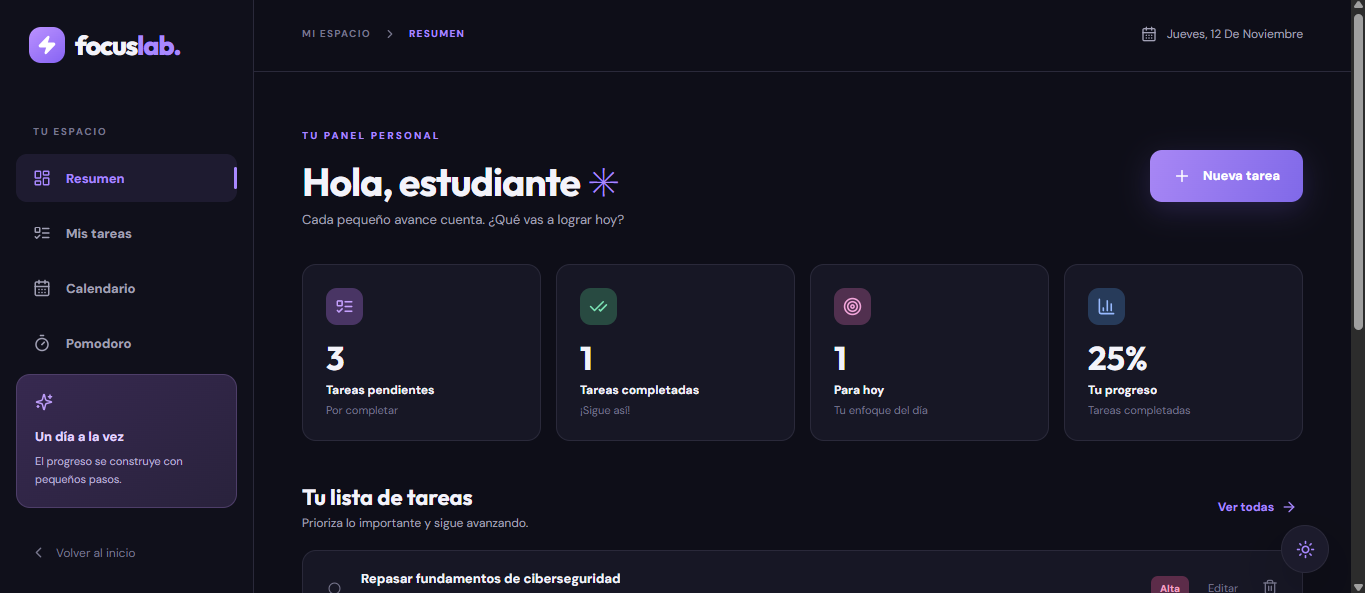 focuslab.
MI ESPACIO > RESUMEN
Jueves, 12 De Noviembre
TU ESPACIO
Resumen
Mis tareas
Calendario
Pomodoro
Un día a la vez
El progreso se construye con
pequeños pasos.
Volver al inicio
TU PANEL PERSONAL
Hola, estudiante
Cada pequeño avance cuenta. ¿Qué vas a lograr hoy?
Nueva tarea
3
Tareas pendientes
Por completar
1
Tareas completadas
¡Sigue así!
1
Para hoy
Tu enfoque del día
25%
Tu progreso
Tareas completadas
Tu lista de tareas
Prioriza lo importante y sigue avanzando.
Ver todas
Repasar fundamentos de ciberseguridad
Alta
Editar